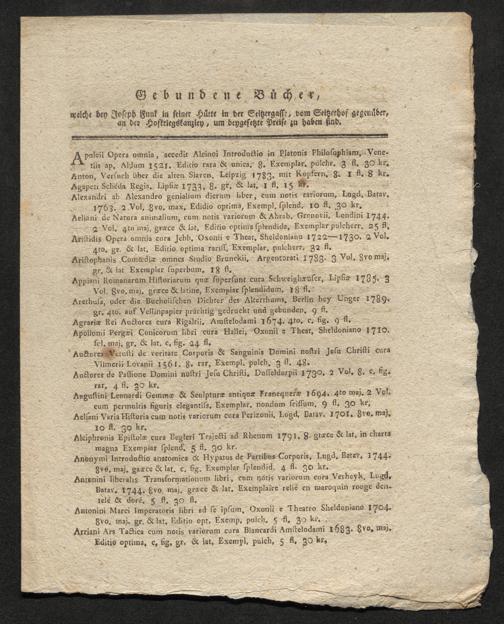 Gebundene Bücher,
welche bey Joseph Funk in seiner Hütte in der Seitzergasse, vom Seitzerhof gegenüber,
an der Hofkriegskanzley, um beygesetzte Preise zu haben sind.
Apuleii Opera omnia, accedit Alcinoi Introductio in Platonis Philosophiam, Vene-
tiis ap. Aldum 1521. Editio rara & unica, 8. Exemplar, pulchr. 3 fl. 30 kr.
Anton, Versuch über die alten Slaven, Leipzig 1783. mit Kupfern, 8. 1 fl. 8 kr.
Agapeti Scheda Regis, Lipsiæ 1733, 8. gr. & lat, 1 fl. 15 kr.
Alexandri ab Alexandro genialium dierum liber, cum notis variorum, Lugd, Batav.
1763. 2 Vol, 8vo. max, Editio optima, Exempl, splend. 10 fl. 30 kr.
Aeliani de Natora animalium, cum notis variorum & Abrah. Gronovii, Londini 1744.
2 Vol. 4to maj, græce & lat, Editio optima splendida, Exemplar pulcherr. 25 fl,
Aristidis Opera omnia cura Jebb, Oxonii e Theat, Sheldoniano 1722—1730. 2 Vol.
4to, gr. & lat, Editio optima rariss, Exemplar, pulcherr, 32 fl.
Aristophanis Comœdiæ omnes Studio Brunckii, Argentorati 1783. 3 Vol. 8vo maj,
gr, & lat Exemplar superbum, 18 fl.
Appiani Romanarum Historiarum quæ supersunt cura Schweighäuser, Lipsiæ 1785. 3
Vol. 8vo, maj, græce & latine, Exemplar splendidum, 18 fl.
Arethusa, oder die Bucholischen Dichter des Alterthums, Berlin bey Unger 1789.
gr. 4to, auf Velinpapier prächtig gedruckt und gebunden, 9 fl.
Agrariæ Rei Auctores cura Rigaltii, Amstelodami 1674. 4to, c. fig. 9 fl.
Apollonii Pergæi Conicorum libri cura Hallei, Oxonii e Theat, Sheldoniano 1710.
fol, maj, gr, & lat. c, fig. 24 fl.
Auctores Vetusti de veritate Corporis & Sanguinis Domini nostri Jesu Christi cura
Vlimerii Lovanii 1561. 8. rar, Exempl. pulch, 3 fl. 48.
Auctores de Passione Domini nostri Jesu Christi, Dusseldorpii 1730. 2 Vol, 8. c, fig.
rar, 4 fl. 30 kr.
Augustini Leonardi Gemmæ & Sculpturæ antiquæ Franequeræ 1694. 4to maj, 2 Vol.
cum permultis figuris elegantiss, Exemplar, nondum scissum, 9 fl, 30 kr,
Aeliani Varia Historia cum notis variorum cura Perizonii, Lugd, Batav. 1701. 8vo, maj,
10 fl. 30 kr.
Alciphronis Epistolæ cura Bergleri Trajecti ad Rhenum 1791. 8. græce & lat, in charta
magna Exemplar splend, 5 fl. 30 kr.
Anonymi Introductio anatomica & Hypatus de Partibus Corporis, Lugd, Batav. 1744.
8vo, maj, græce & lat. c, fig. Exemplar splendid. 4 fl. 30 kr.
Antonini liberalis Transformationum libri, cum notis variorum cura Verheyk, Lugd,
Batav. 1744. 8vo, maj, græce & lat, Exemplaire relié en maroquin rouge den-
telé & doré, 5 fl, 30 fl.
Antonini Marci Imperatoris libri ad se ipsum, Oxonii e Theatro Sheldoniano 1704.
8vo, maj, gr. & lat, Editio opt, Exemp, pulch, 5 fl, 30 kr.
Arriani Ars Tactica cum notis variorum cura Blancardi Amstelodami 1683. 8vo, maj.
Editio optima, c, fig, gr, & lat, Exempl, pulch, 5 fl, 30 kr,